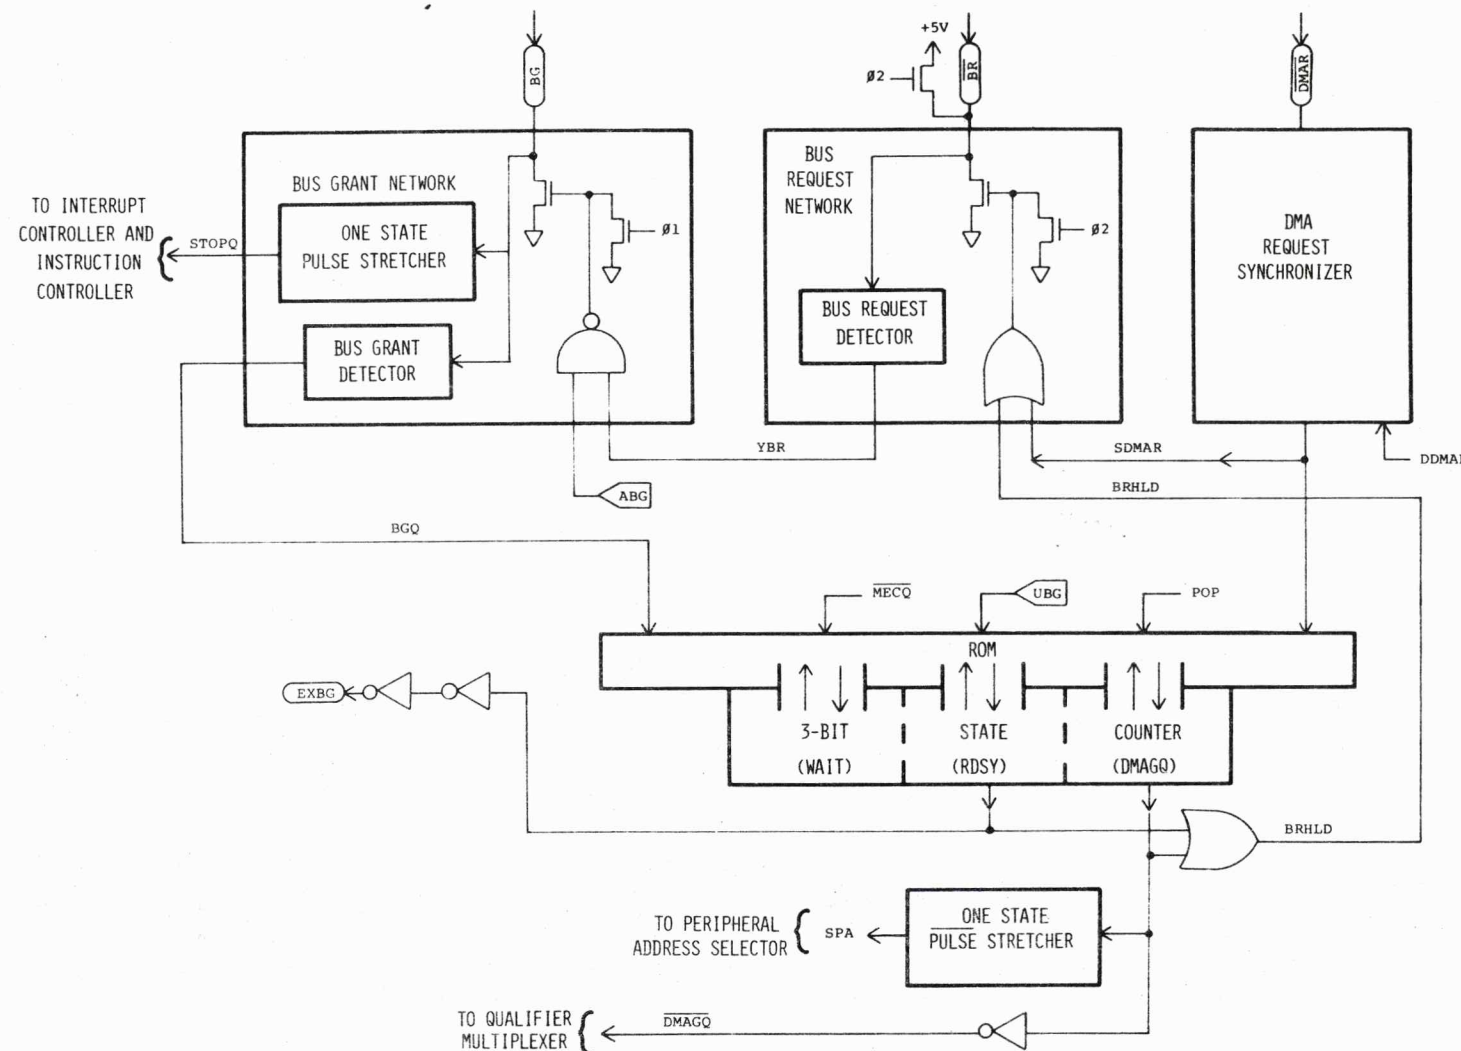 +5V
BG
Ø2
BR
DMAR
BUS GRANT NETWORK
ONE STATE
PULSE STRETCHER
Ø1
TO INTERRUPT
CONTROLLER AND
INSTRUCTION
CONTROLLER
STOPQ
BUS GRANT
DETECTOR
BUS
REQUEST
NETWORK
Ø2
BUS REQUEST
DETECTOR
DMA
REQUEST
SYNCHRONIZER
YBR
SDMAR
ABG
BRHLD
BGQ
MECQ
UBG
POP
ROM
EXBG
3-BIT
(WAIT)
STATE
(RDSY)
COUNTER
(DMAGQ)
BRHLD
TO PERIPHERAL
ADDRESS SELECTOR
SPA
ONE STATE
PULSE STRETCHER
TO QUALIFIER
MULTIPLEXER
DMAGQ